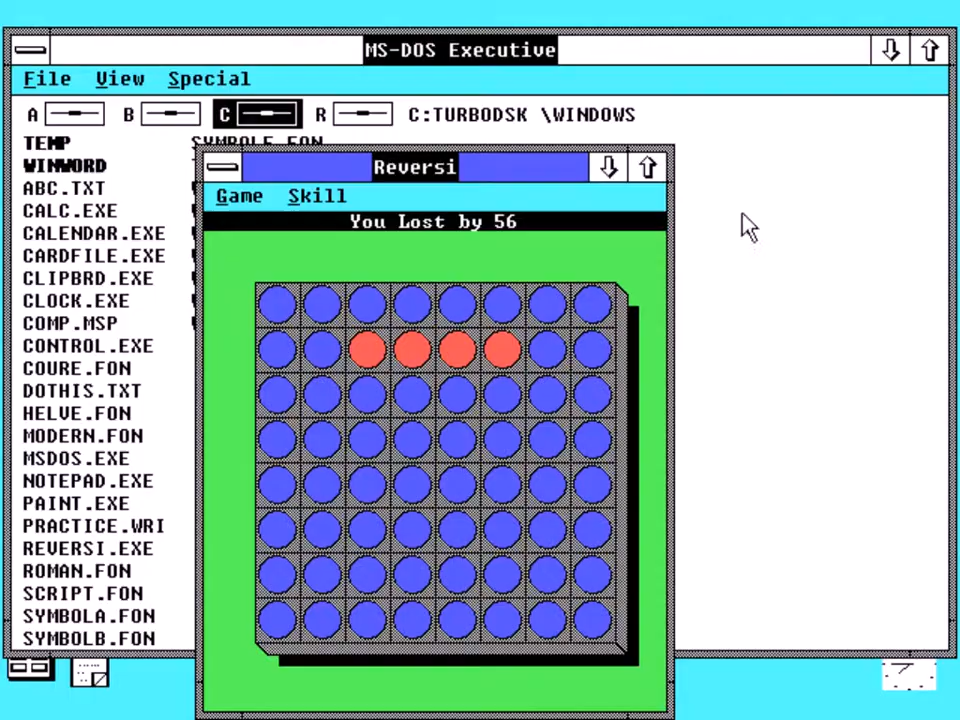 MS-DOS Executive
File View Special
A B C R C:TURBODSK \WINDOWS
TEMP SYMBOLE.FON
WINWORD
ABC.TXT
CALC.EXE
CALENDAR.EXE
CARDFILE.EXE
CLIPBRD.EXE
CLOCK.EXE
COMP.MSP
CONTROL.EXE
COURE.FON
DOTHIS.TXT
HELVE.FON
MODERN.FON
MSDOS.EXE
NOTEPAD.EXE
PAINT.EXE
PRACTICE.WRI
REVERSI.EXE
ROMAN.FON
SCRIPT.FON
SYMBOLA.FON
SYMBOLB.FON
Reversi
Game Skill
You Lost by 56